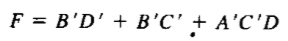 F = B'D' + B'C' + A'C'D